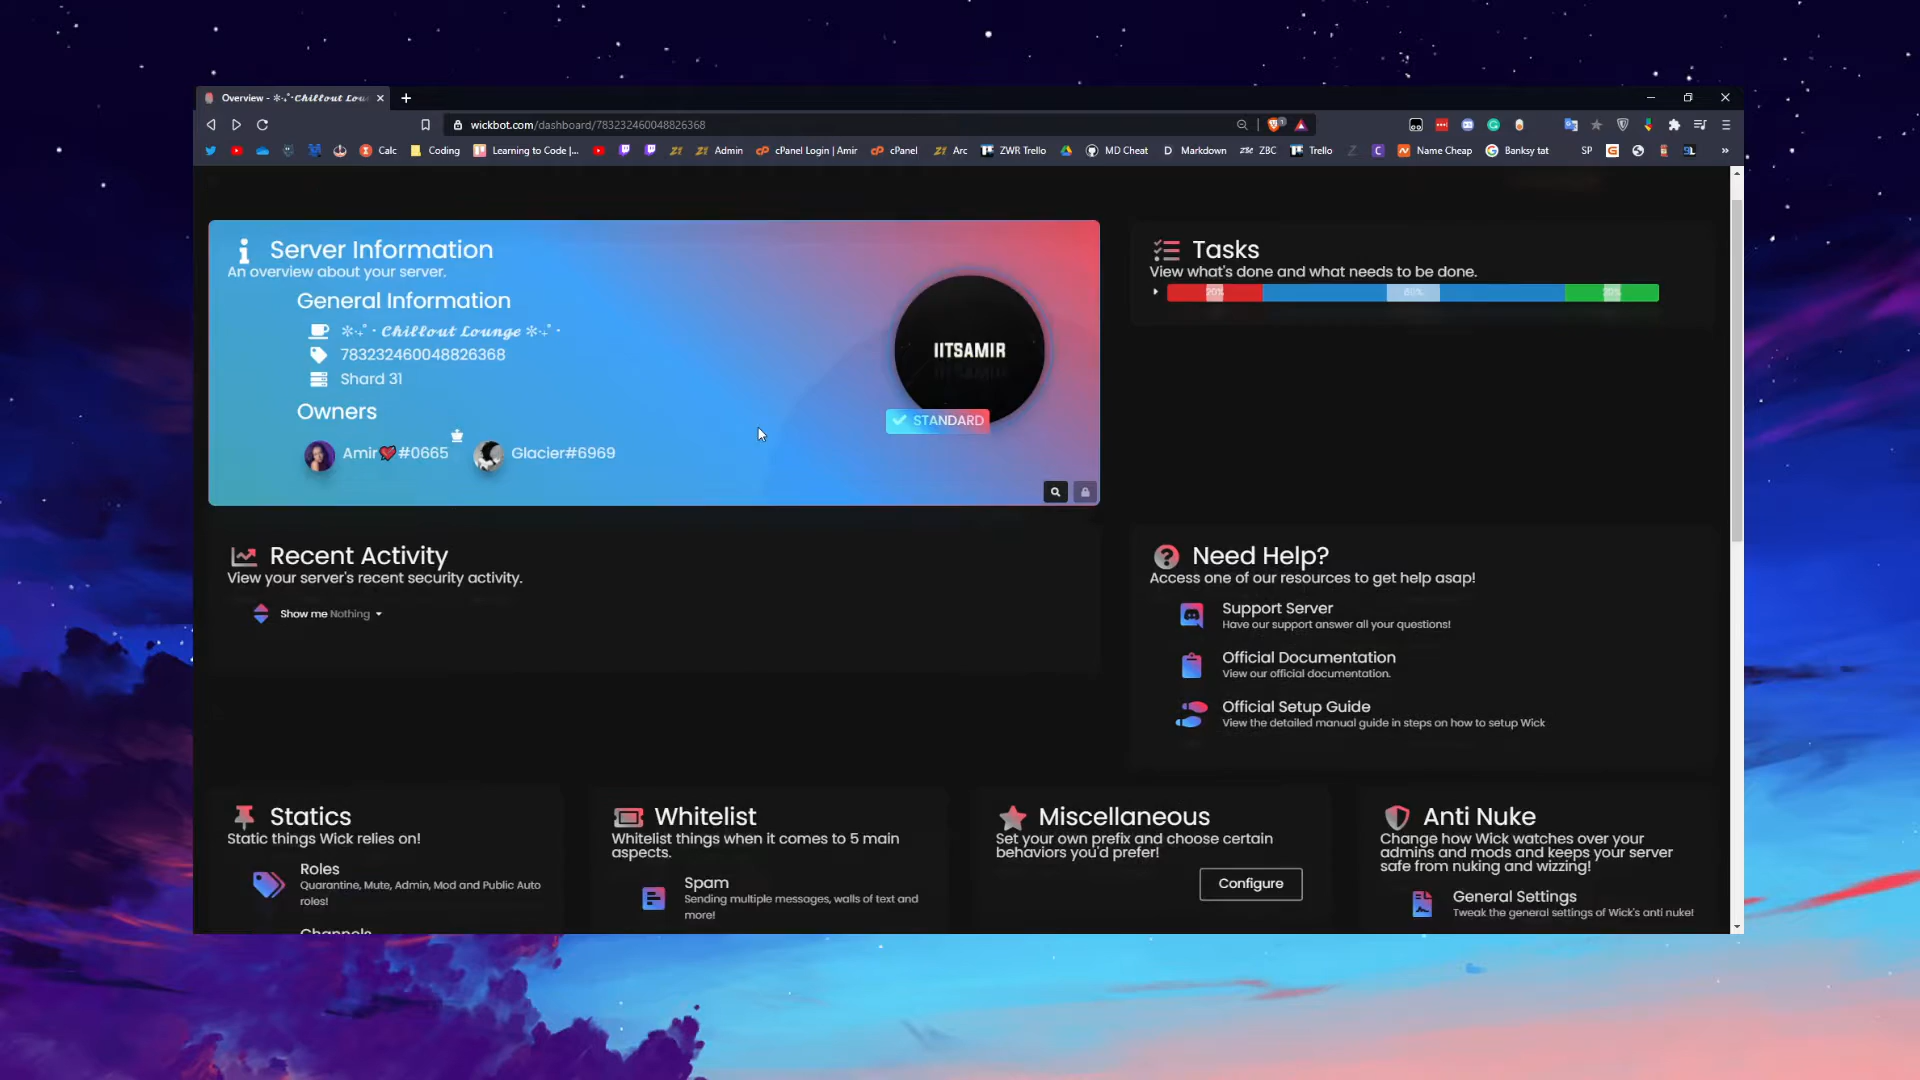 Overview - ✼·˖°· Chillout Lou
wickbot.com/dashboard/783232460048826368
Calc
Coding
Learning to Code |...
Admin
cPanel Login | Amir
cPanel
Arc
ZWR Trello
MD Cheat
Markdown
ZBC
Trello
Name Cheap
Banksy tat
SP
Server Information
An overview about your server.
General Information
✼·˖°· Chillout Lounge ✼·˖°·
783232460048826368
Shard 31
Owners
Amir❤#0665
Glacier#6969
IITSAMIR
STANDARD
Tasks
View what's done and what needs to be done.
20%
60%
20%
Recent Activity
View your server's recent security activity.
Show me Nothing
Need Help?
Access one of our resources to get help asap!
Support Server
Have our support answer all your questions!
Official Documentation
View our official documentation.
Official Setup Guide
View the detailed manual guide in steps on how to setup Wick
Statics
Static things Wick relies on!
Roles
Quarantine, Mute, Admin, Mod and Public Auto
roles!
Channels
Whitelist
Whitelist things when it comes to 5 main
aspects.
Spam
Sending multiple messages, walls of text and
more!
Miscellaneous
Set your own prefix and choose certain
behaviors you'd prefer!
Configure
Anti Nuke
Change how Wick watches over your
admins and mods and keeps your server
safe from nuking and wizzing!
General Settings
Tweak the general settings of Wick's anti nuke!